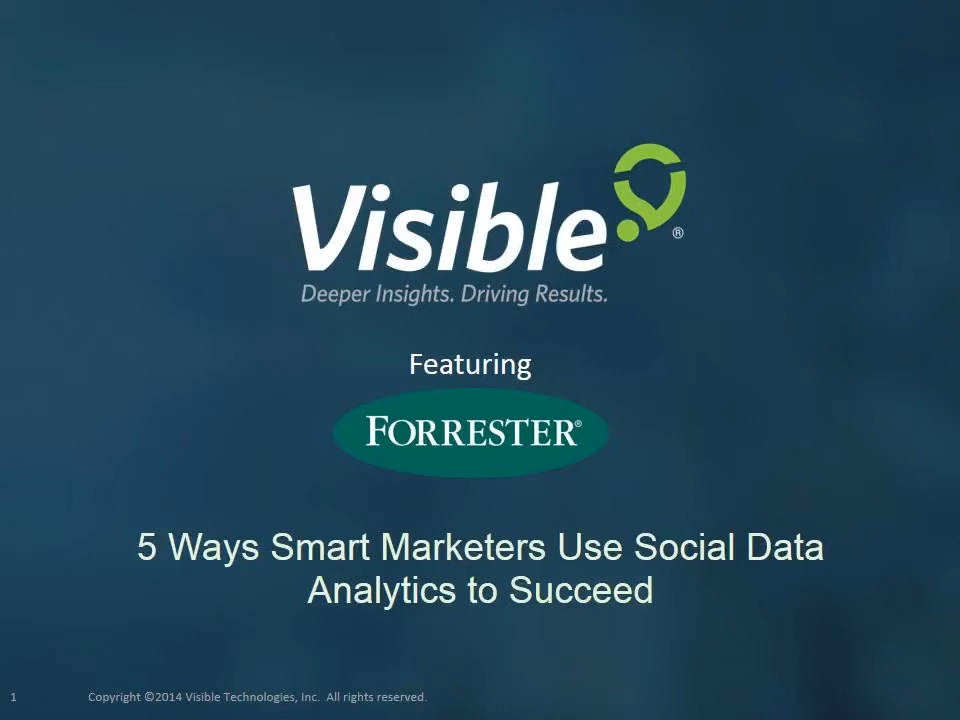 Visible®
Deeper Insights. Driving Results.
Featuring
FORRESTER®
5 Ways Smart Marketers Use Social Data
Analytics to Succeed
1 Copyright ©2014 Visible Technologies, Inc. All rights reserved.